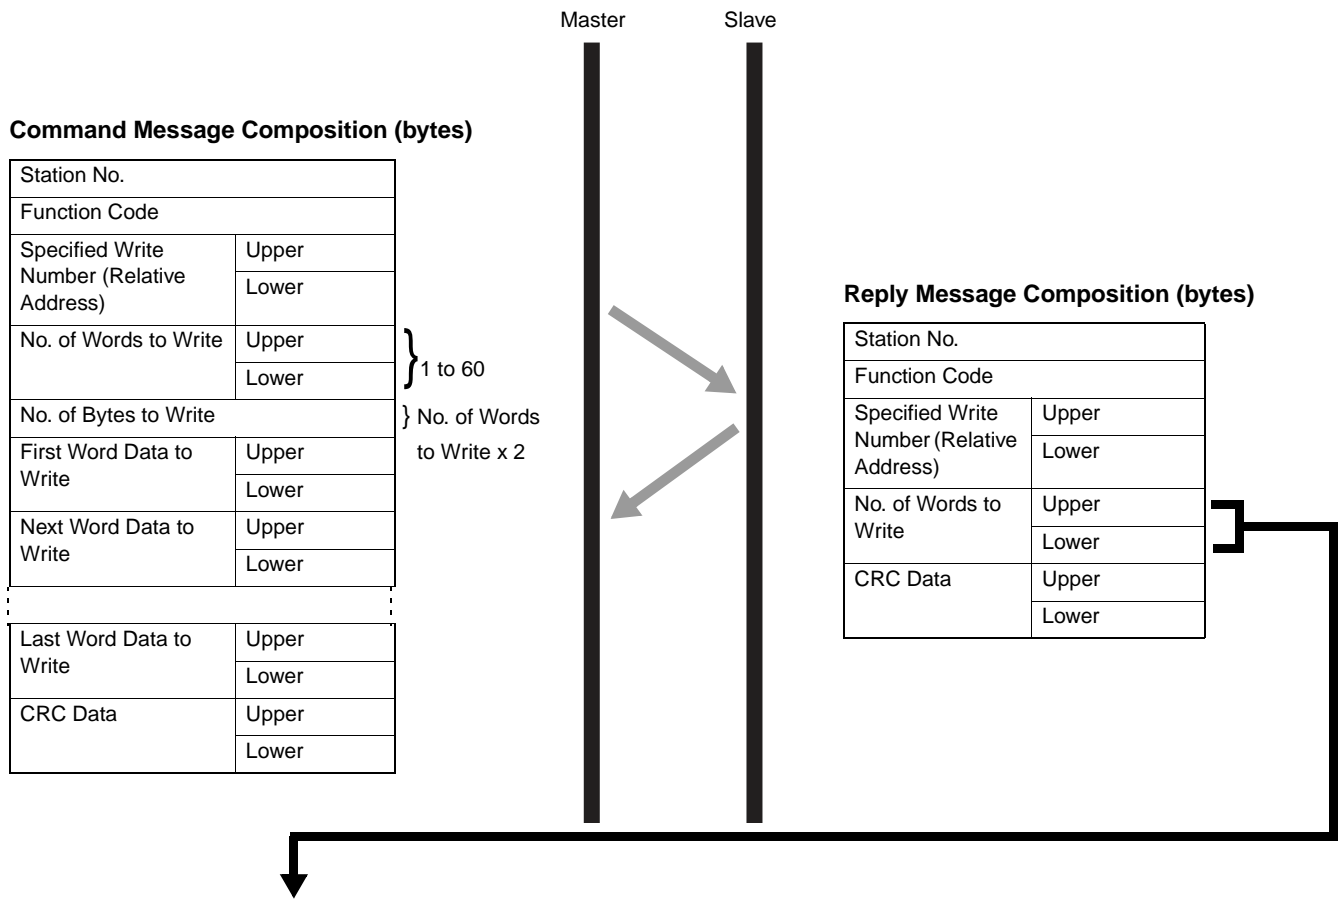 Master
Slave
Command Message Composition (bytes)
Station No.
Function Code
Specified Write
Number (Relative
Address)
Upper
Lower
No. of Words to Write
Upper
Lower
1 to 60
No. of Bytes to Write
} No. of Words
to Write x 2
First Word Data to
Write
Upper
Lower
Next Word Data to
Write
Upper
Lower
Last Word Data to
Write
Upper
Lower
CRC Data
Upper
Lower
Reply Message Composition (bytes)
Station No.
Function Code
Specified Write
Number (Relative
Address)
Upper
Lower
No. of Words to
Write
Upper
Lower
CRC Data
Upper
Lower